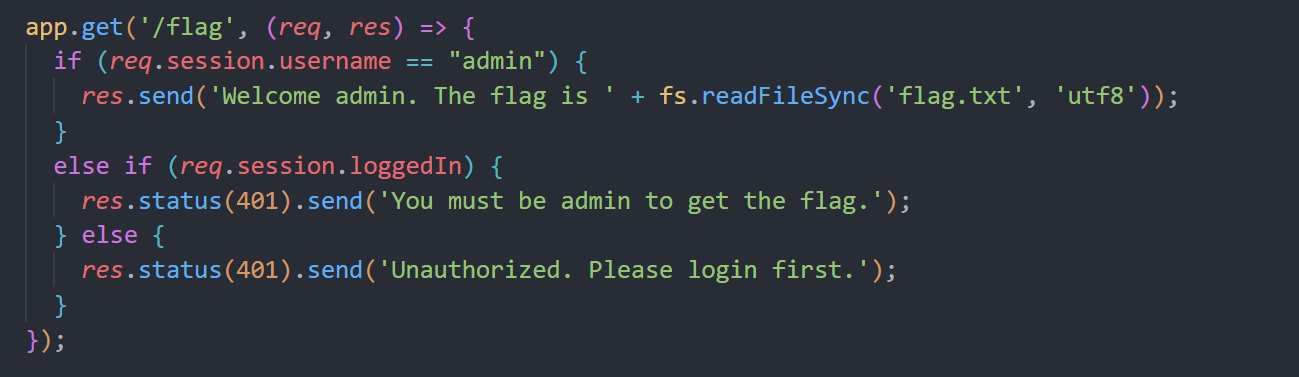 app.get('/flag', (req, res) => {
  if (req.session.username == "admin") {
    res.send('Welcome admin. The flag is ' + fs.readFileSync('flag.txt', 'utf8'));
  }
  else if (req.session.loggedIn) {
    res.status(401).send('You must be admin to get the flag.');
  } else {
    res.status(401).send('Unauthorized. Please login first.');
  }
});